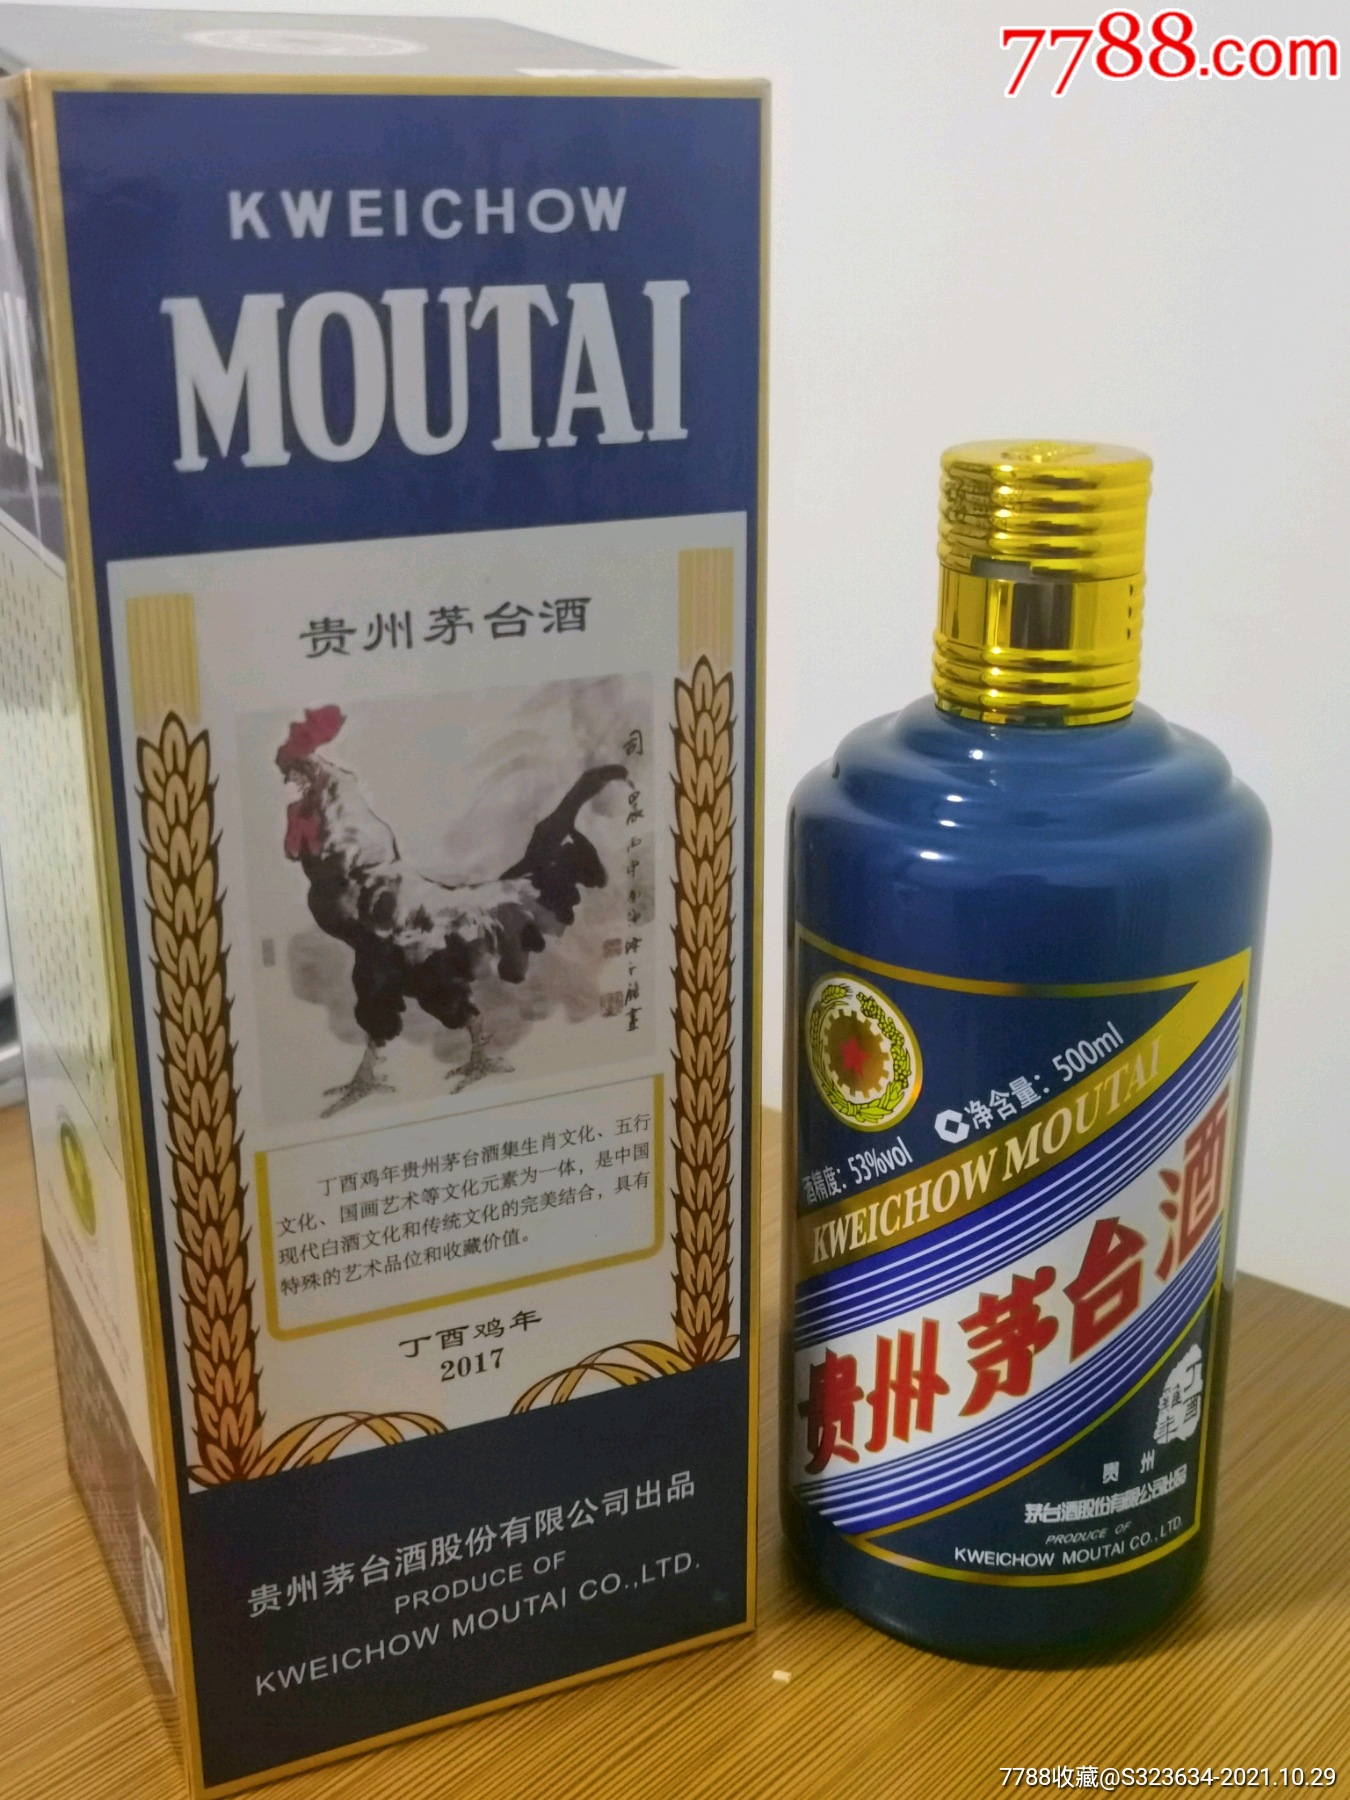 7788.com
KWEICHOW
MOUTAI
贵州茅台酒
丁酉鸡年贵州茅台酒集生肖文化、五行
文化、国画艺术等文化元素为一体，是中国
现代白酒文化和传统文化的完美结合，具有
特殊的艺术品位和收藏价值。
丁酉鸡年
2017
贵州茅台酒股份有限公司出品
PRODUCE OF
KWEICHOW MOUTAI CO.,LTD.
净含量：500ml
酒精度：53%vol
KWEICHOW MOUTAI
贵州茅台酒
丁酉
雞年
贵州
茅台酒股份有限公司出品
PRODUCE OF
KWEICHOW MOUTAI CO.,LTD.
7788收藏@S323634-2021.10.29